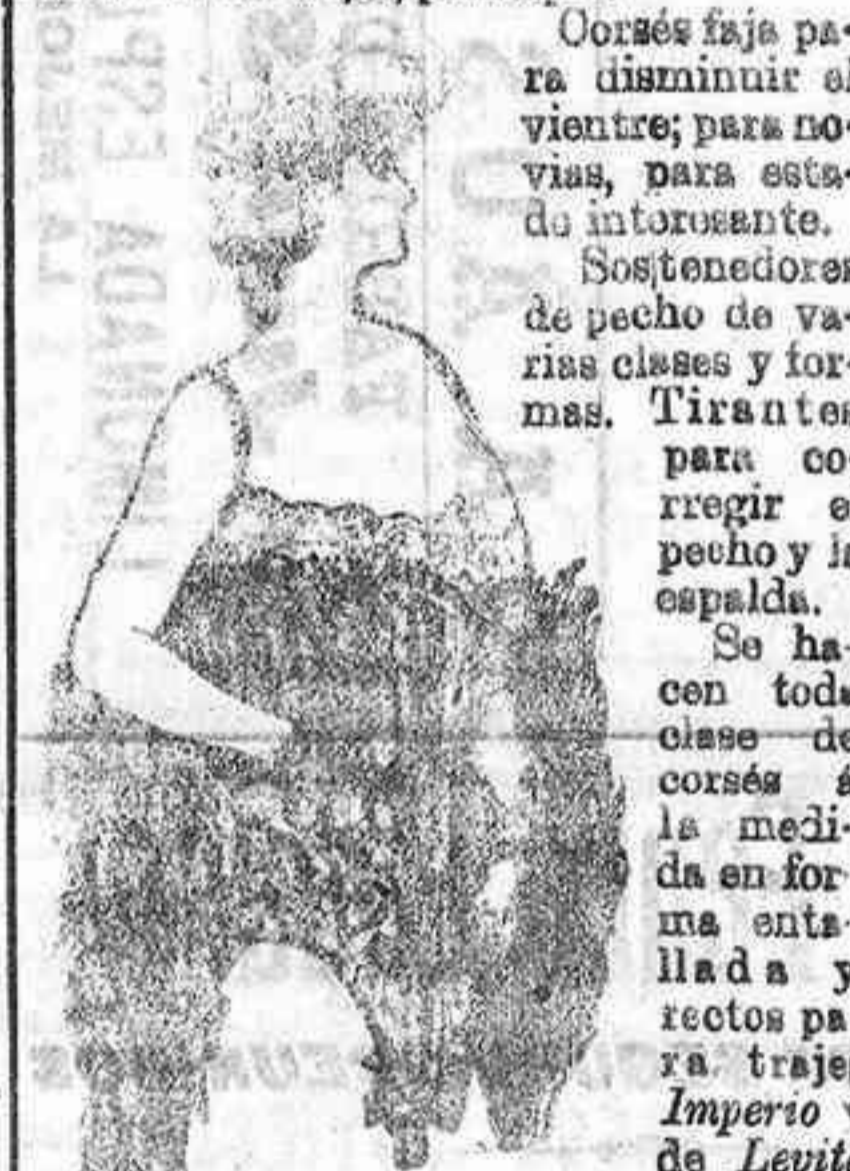 Corsés faja pa-
ra disminuir el
vientre; para no-
vias, para esta-
do interesante.
Sostenedores
de pecho de va-
rias clases y for-
mas. Tirantes
para co-
rregir e
pecho y la
espalda.
Se ha-
cen toda
clase de
corsés á
la medi-
da en for-
ma enta-
llada y
rectos pa-
ra trajes
Imperio y
de Levita